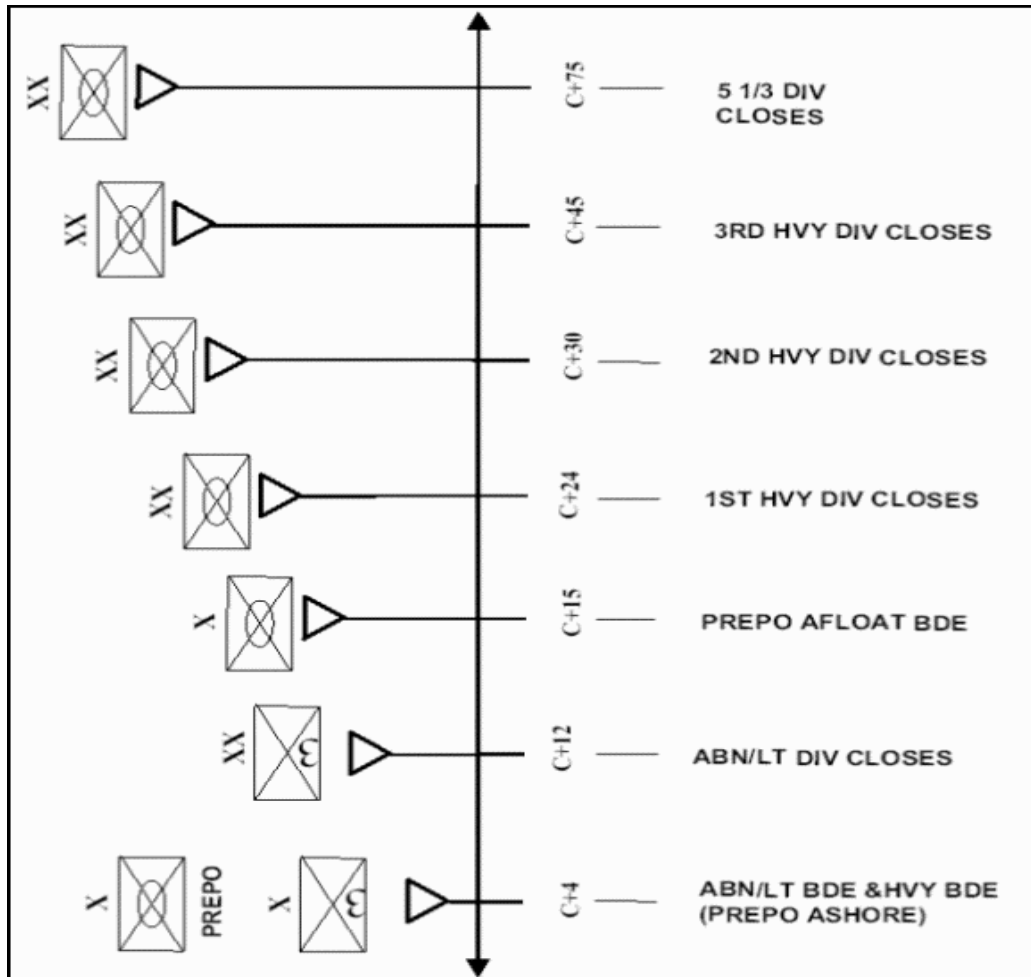 XX
C+75
5 1/3 DIV
CLOSES
XX
C+45
3RD HVY DIV CLOSES
XX
C+30
2ND HVY DIV CLOSES
XX
C+24
1ST HVY DIV CLOSES
X
C+15
PREPO AFLOAT BDE
XX
C+12
ABN/LT DIV CLOSES
X
PREPO
X
C+4
ABN/LT BDE &HVY BDE
(PREPO ASHORE)